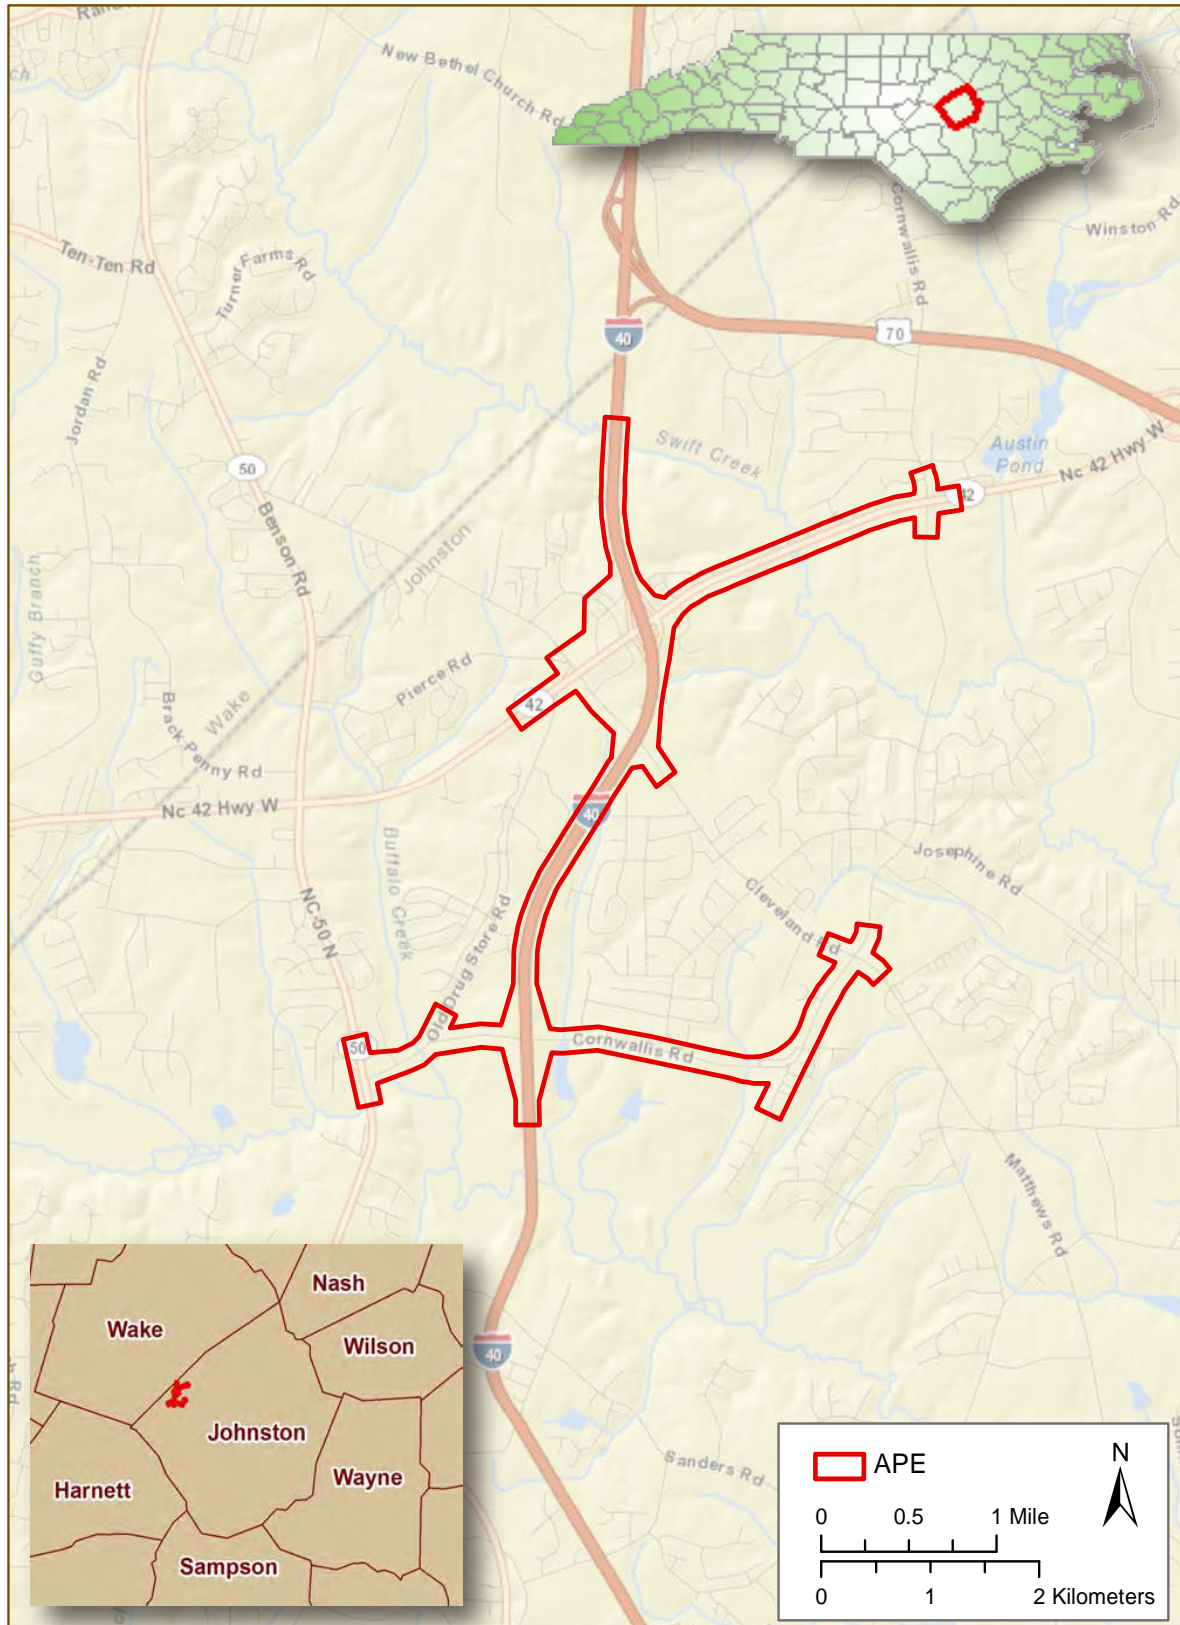 New Bethel Church Rd
Cornwallis Rd
Winston Rd
Ten-Ten Rd
Turner Farms Rd
40
70
Jordan Rd
Swift Creek
Austin
Pond
Nc 42 Hwy W
50
42
Benson Rd
Johnston
Guffy Branch
Pierce Rd
Wake
42
Brack Penny Rd
Nc 42 Hwy W
40
Buffalo Creek
Josephine Rd
Cleveland Rd
NC-50 N
Old Drug Store Rd
50
Cornwallis Rd
Matthews Rd
40
Sanders Rd
Nash
Wake
Wilson
Johnston
Wayne
Harnett
Sampson
APE
N
0 0.5 1 Mile
0 1 2 Kilometers